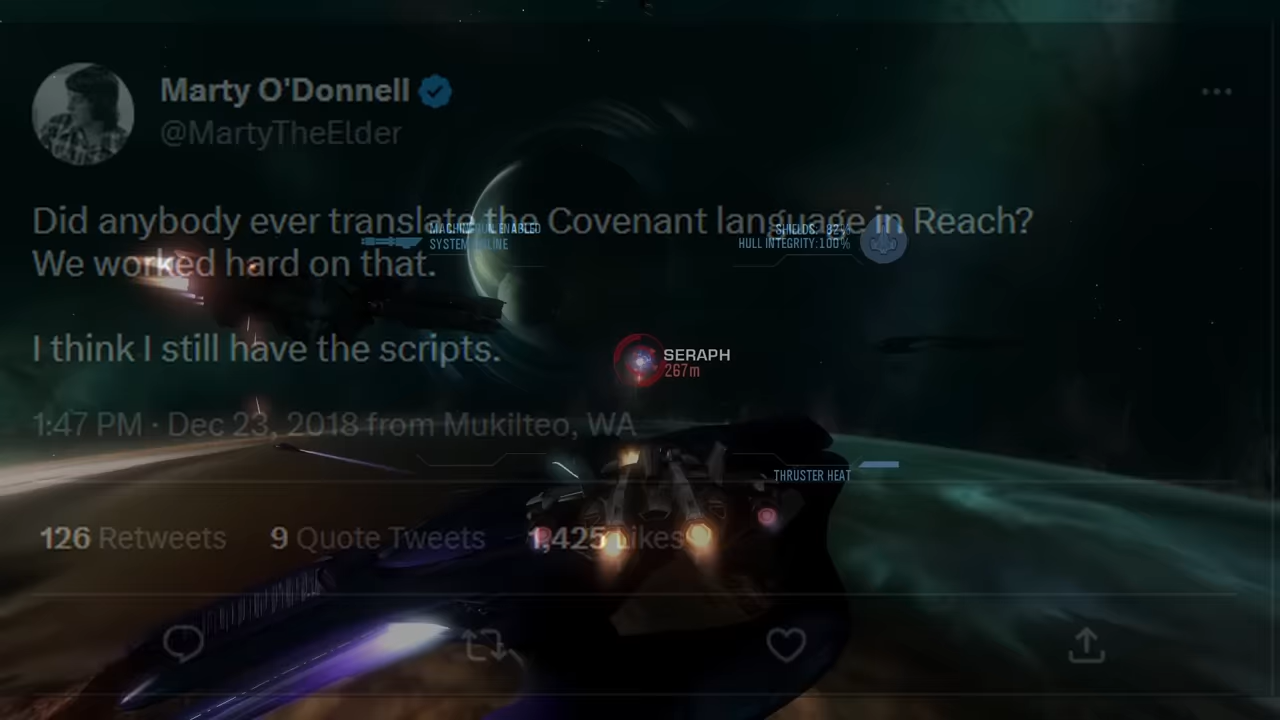 Marty O'Donnell
@MartyTheElder
Did anybody ever translate the Covenant language in Reach?
We worked hard on that.
I think I still have the scripts.
1:47 PM · Dec 23, 2018 from Mukilteo, WA
126 Retweets 9 Quote Tweets 1,425 Likes
MACHINEGUN ENABLED
SYSTEM ONLINE
SHIELDS: 82%
HULL INTEGRITY:100%
SERAPH
267m
THRUSTER HEAT